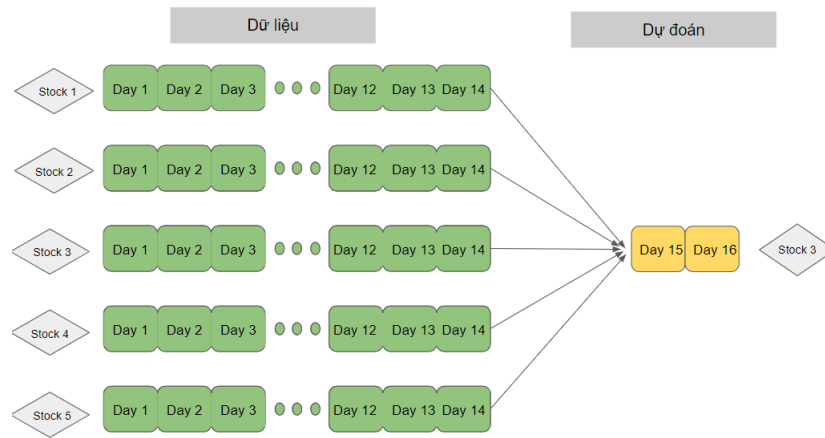 Dữ liệu
Dự đoán
Stock 1 Day 1 Day 2 Day 3 Day 12 Day 13 Day 14
Stock 2 Day 1 Day 2 Day 3 Day 12 Day 13 Day 14
Stock 3 Day 1 Day 2 Day 3 Day 12 Day 13 Day 14 Day 15 Day 16 Stock 3
Stock 4 Day 1 Day 2 Day 3 Day 12 Day 13 Day 14
Stock 5 Day 1 Day 2 Day 3 Day 12 Day 13 Day 14